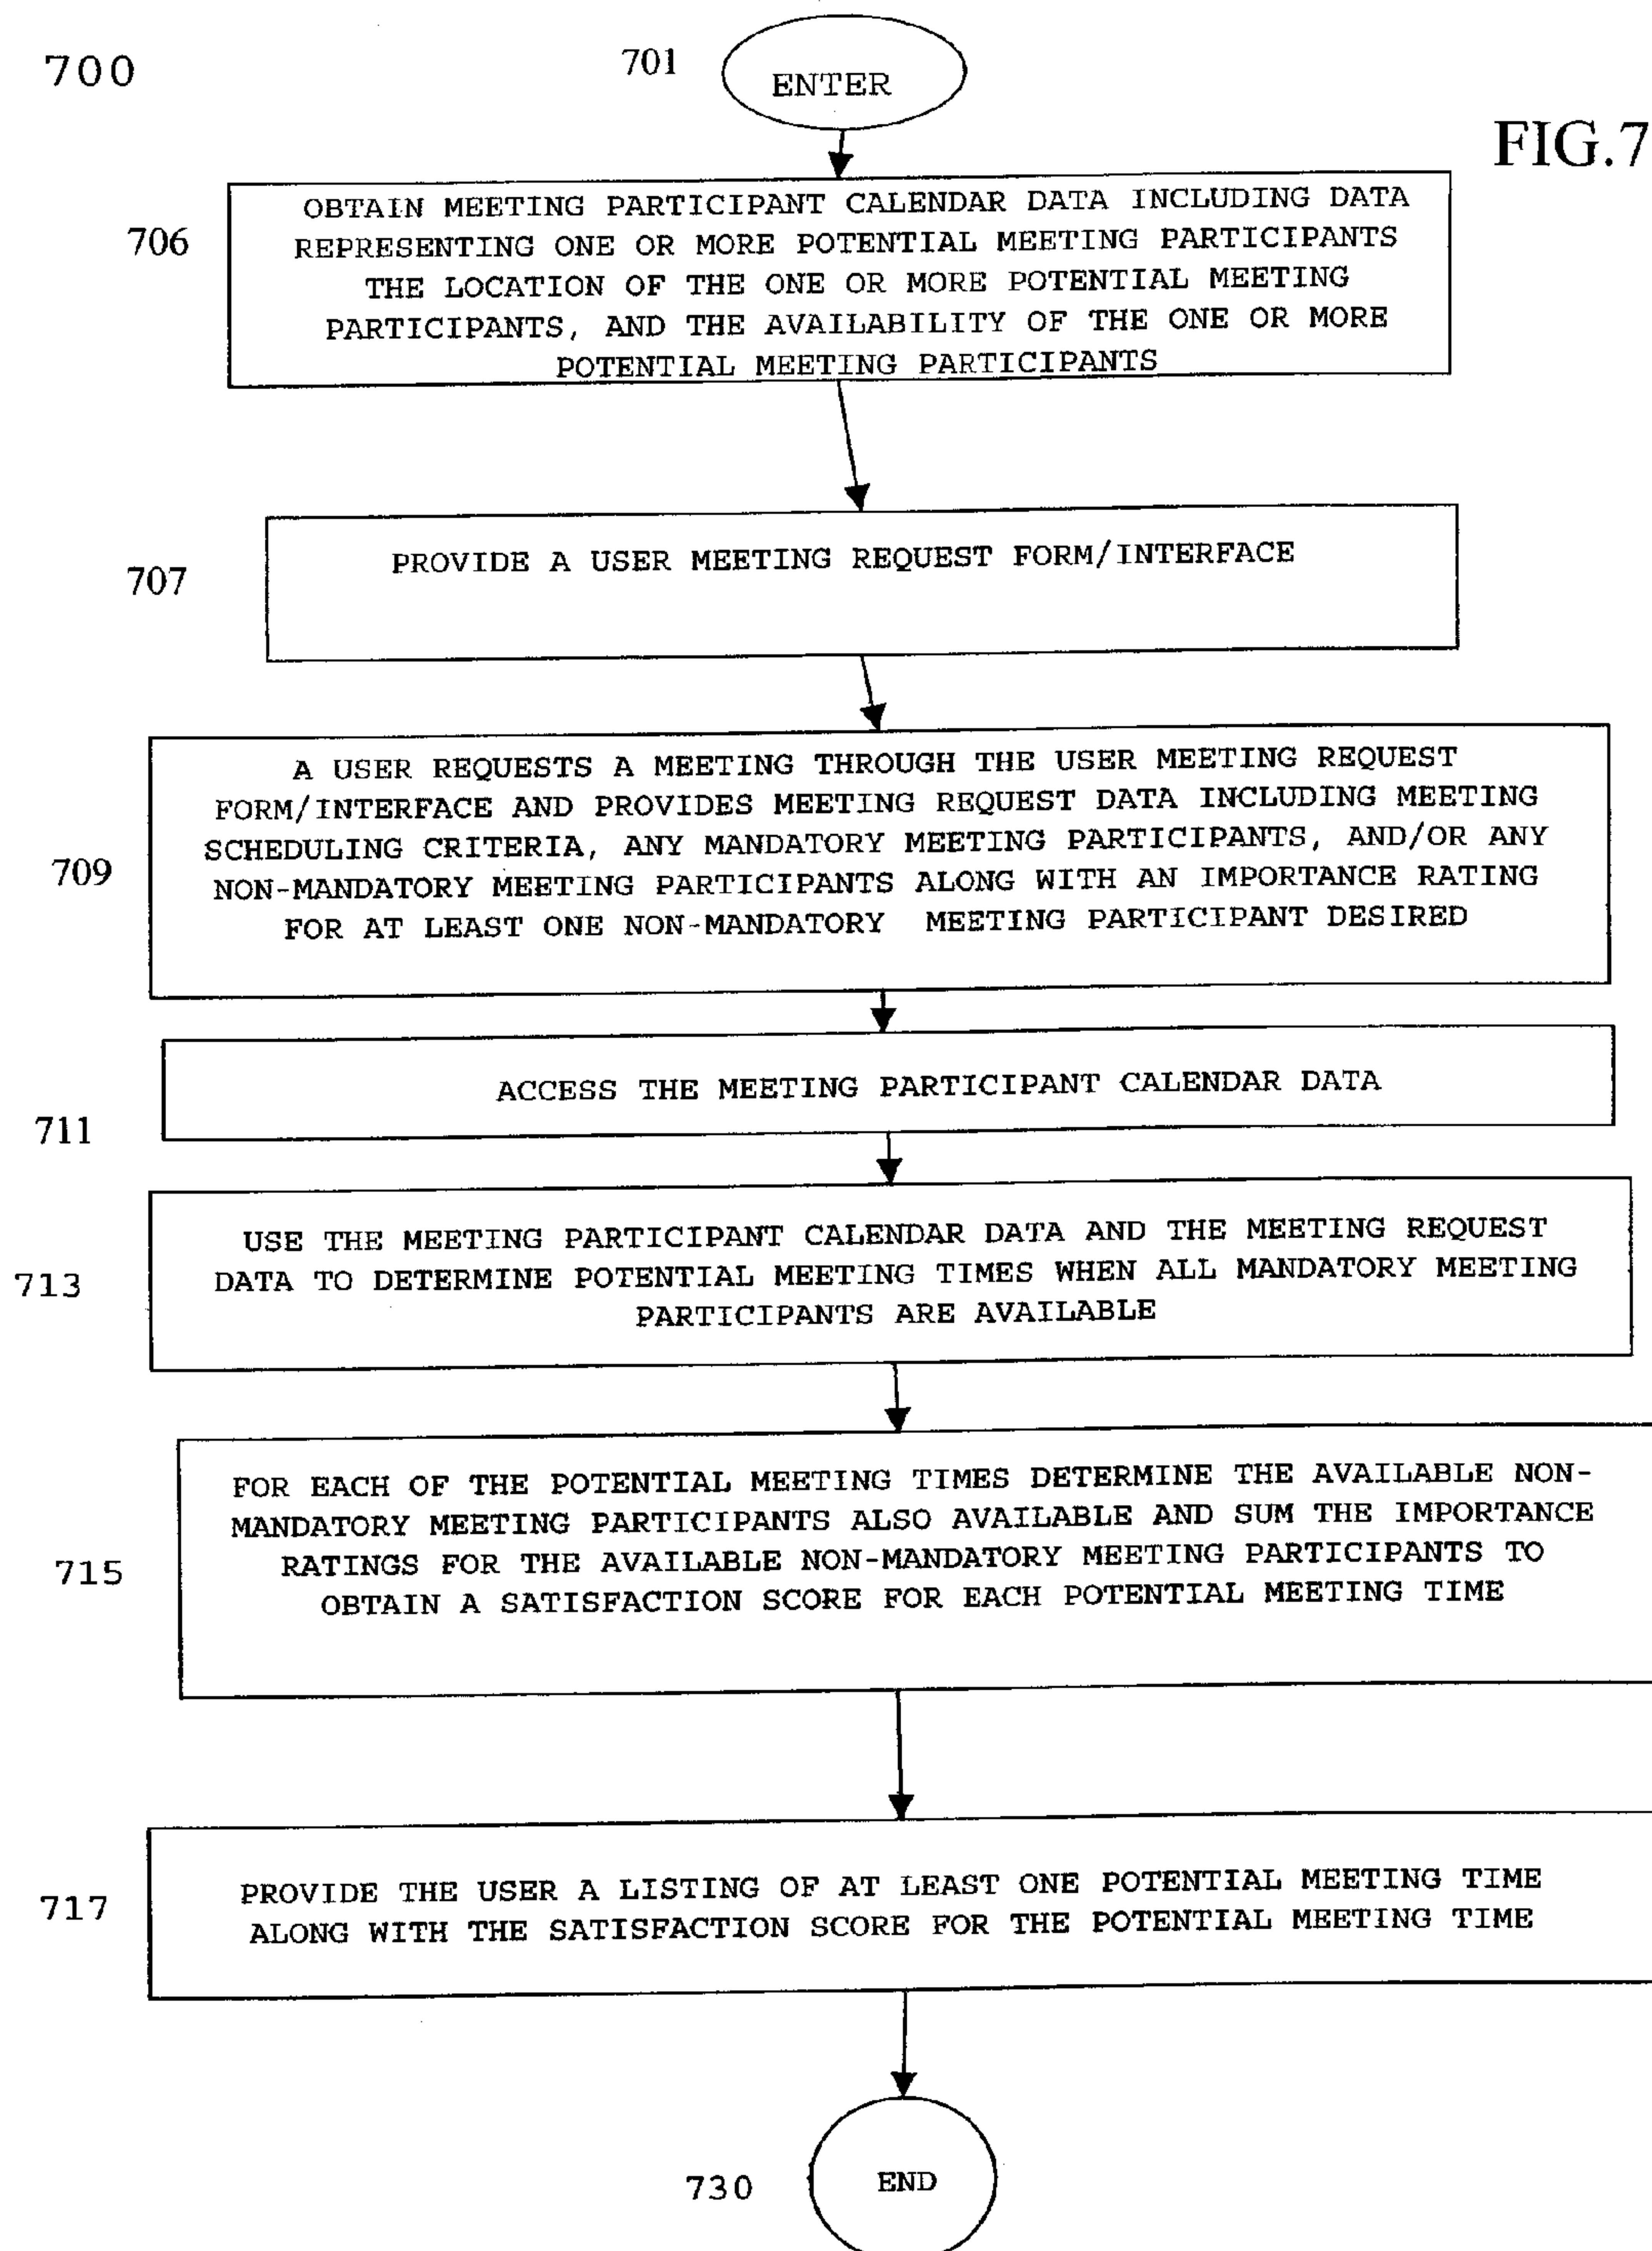 700
701
ENTER
FIG.7
706
OBTAIN MEETING PARTICIPANT CALENDAR DATA INCLUDING DATA
REPRESENTING ONE OR MORE POTENTIAL MEETING PARTICIPANTS
THE LOCATION OF THE ONE OR MORE POTENTIAL MEETING
PARTICIPANTS, AND THE AVAILABILITY OF THE ONE OR MORE
POTENTIAL MEETING PARTICIPANTS
707
PROVIDE A USER MEETING REQUEST FORM/INTERFACE
709
A USER REQUESTS A MEETING THROUGH THE USER MEETING REQUEST
FORM/INTERFACE AND PROVIDES MEETING REQUEST DATA INCLUDING MEETING
SCHEDULING CRITERIA, ANY MANDATORY MEETING PARTICIPANTS, AND/OR ANY
NON-MANDATORY MEETING PARTICIPANTS ALONG WITH AN IMPORTANCE RATING
FOR AT LEAST ONE NON-MANDATORY MEETING PARTICIPANT DESIRED
711
ACCESS THE MEETING PARTICIPANT CALENDAR DATA
713
USE THE MEETING PARTICIPANT CALENDAR DATA AND THE MEETING REQUEST
DATA TO DETERMINE POTENTIAL MEETING TIMES WHEN ALL MANDATORY MEETING
PARTICIPANTS ARE AVAILABLE
715
FOR EACH OF THE POTENTIAL MEETING TIMES DETERMINE THE AVAILABLE NON-
MANDATORY MEETING PARTICIPANTS ALSO AVAILABLE AND SUM THE IMPORTANCE
RATINGS FOR THE AVAILABLE NON-MANDATORY MEETING PARTICIPANTS TO
OBTAIN A SATISFACTION SCORE FOR EACH POTENTIAL MEETING TIME
717
PROVIDE THE USER A LISTING OF AT LEAST ONE POTENTIAL MEETING TIME
ALONG WITH THE SATISFACTION SCORE FOR THE POTENTIAL MEETING TIME
730
END